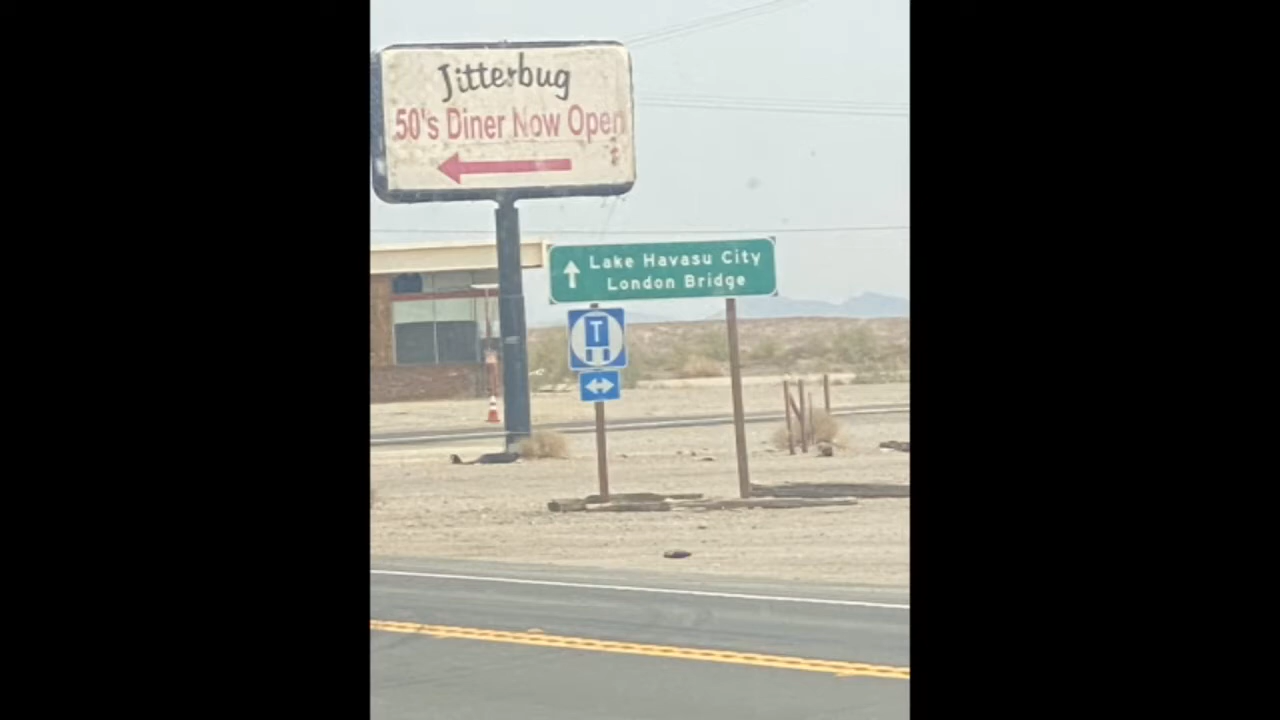 Jitterbug
50's Diner Now Open
Lake Havasu City
London Bridge
T